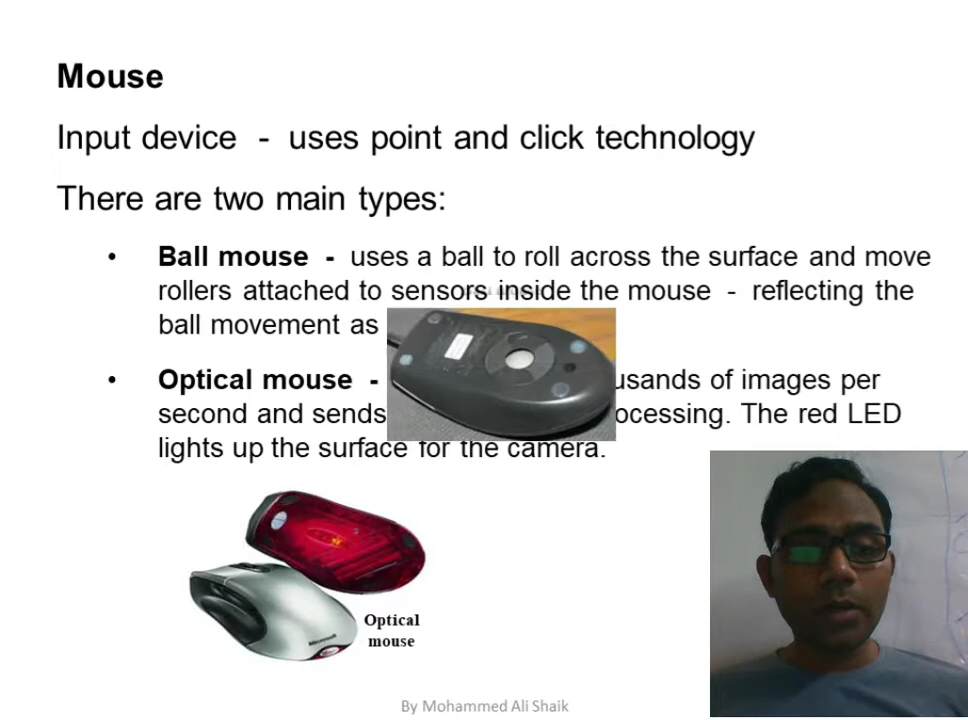 Mouse
Input device - uses point and click technology
There are two main types:
• Ball mouse - uses a ball to roll across the surface and move
rollers attached to sensors inside the mouse - reflecting the
ball movement as
• Optical mouse - of images per
second and sends The red LED
lights up the surface for the camera.
Optical
mouse
By Mohammed Ali Shaik